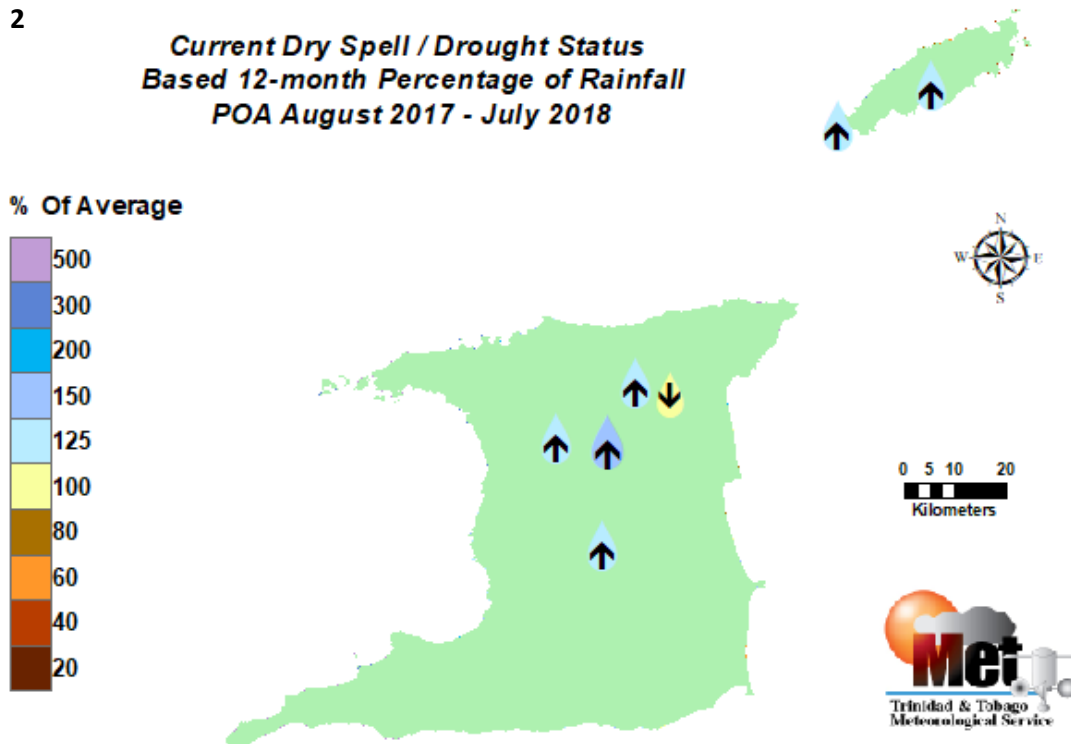 2
Current Dry Spell / Drought Status
Based 12-month Percentage of Rainfall
POA August 2017 - July 2018
% Of Average
500
300
200
150
125
100
80
60
40
20
N
W E
S
0 5 10 20
Kilometers
Met
Trinidad & Tobago
Meteorological Service